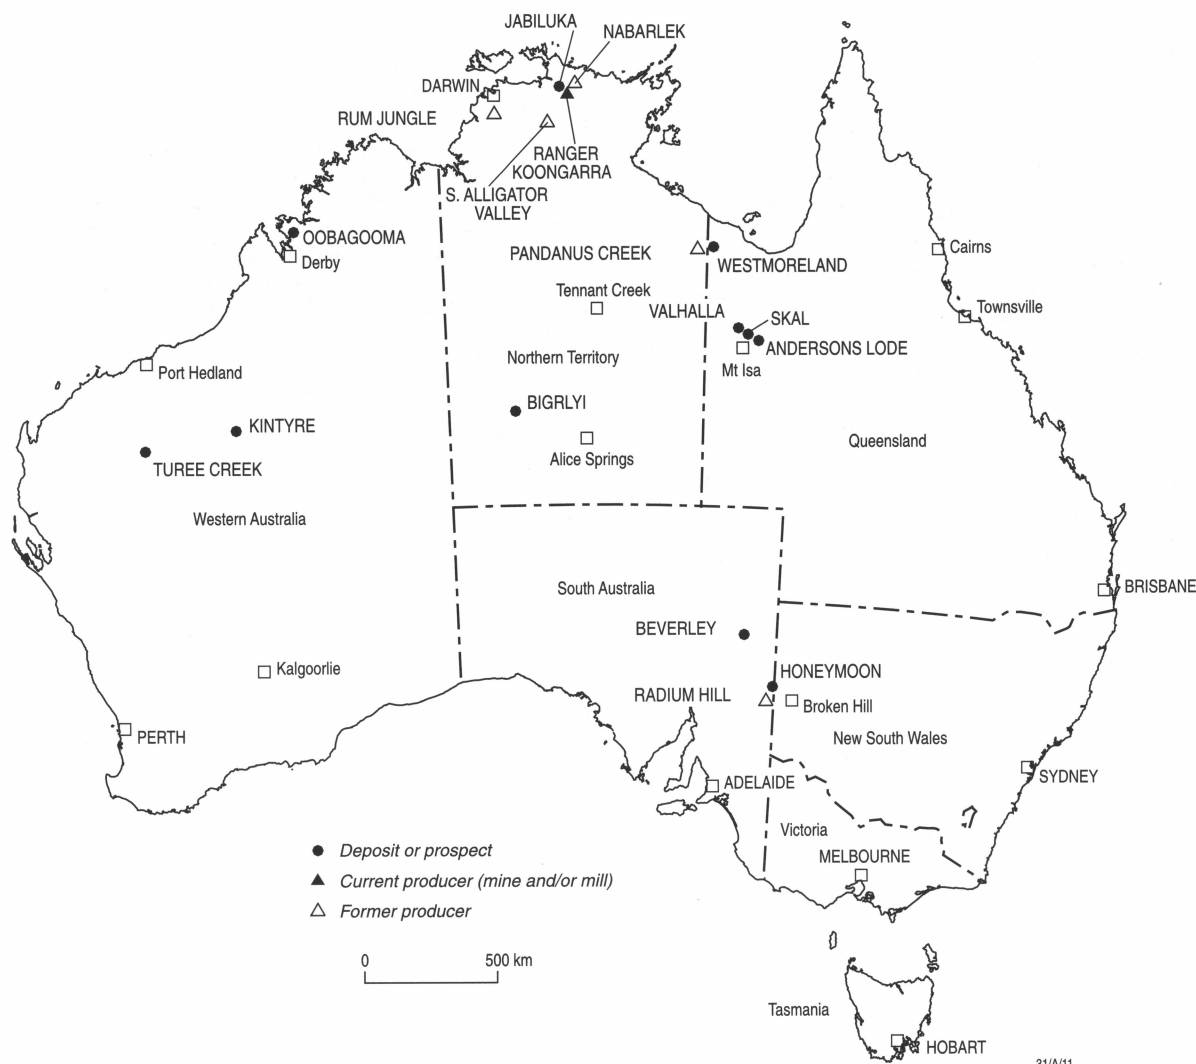 JABILUKA
NABARLEK
DARWIN
RUM JUNGLE
RANGER
KOONGARRA
S. ALLIGATOR
VALLEY
OOBAGOOMA
Derby
PANDANUS CREEK
WESTMORELAND
Cairns
Tennant Creek
VALHALLA
SKAL
Townsville
ANDERSONS LODE
Mt Isa
Northern Territory
Port Hedland
BIGRLYI
KINTYRE
Queensland
Alice Springs
TUREE CREEK
Western Australia
South Australia
BRISBANE
BEVERLEY
Kalgoorlie
HONEYMOON
RADIUM HILL
Broken Hill
PERTH
New South Wales
SYDNEY
ADELAIDE
Victoria
MELBOURNE
Deposit or prospect
Current producer (mine and/or mill)
Former producer
0 500 km
Tasmania
HOBART
31/A/11